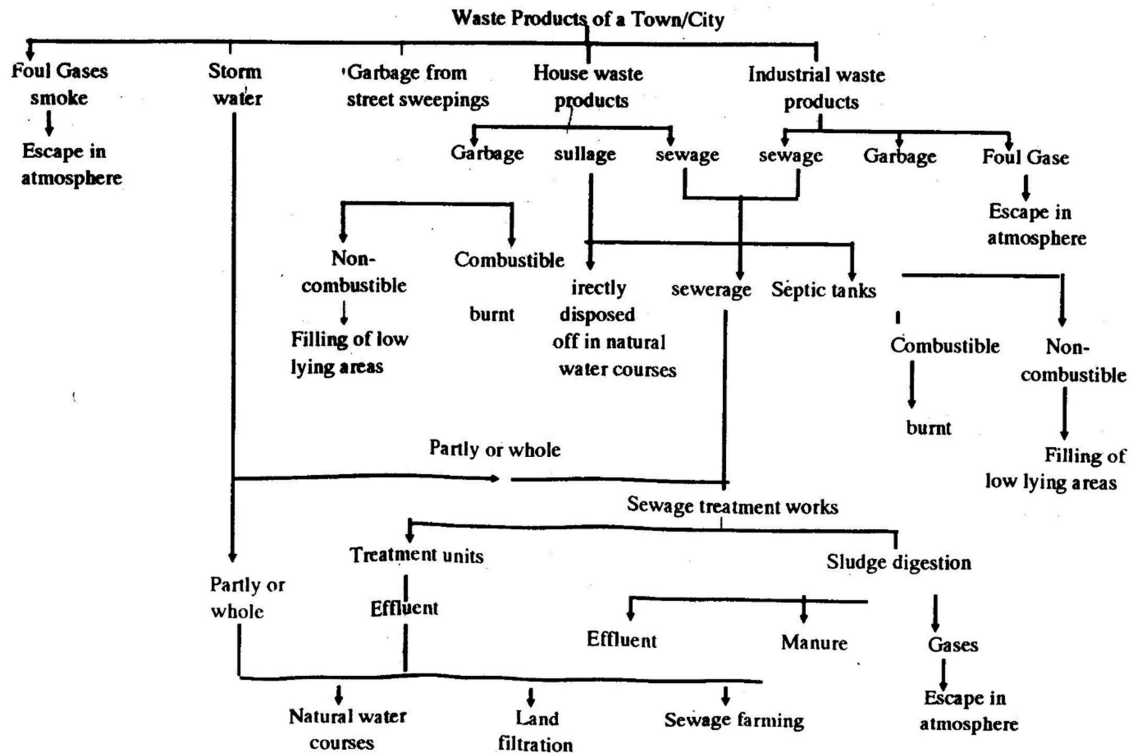 Waste Products of a Town/City
Foul Gases
smoke
Storm
water
Garbage from
street sweepings
House waste
products
Industrial waste
products
Escape in
atmosphere
Garbage
sullage
sewage
sewage
Garbage
Foul Gase
Escape in
atmosphere
Non-
combustible
Combustible
irectly
disposed
off in natural
water courses
sewerage
Septic tanks
burnt
Filling of low
lying areas
Combustible
Non-
combustible
burnt
Filling of
low lying areas
Partly or whole
Sewage treatment works
Treatment units
Sludge digestion
Partly or
whole
Effluent
Effluent
Manure
Gases
Escape in
atmosphere
Natural water
courses
Land
filtration
Sewage farming